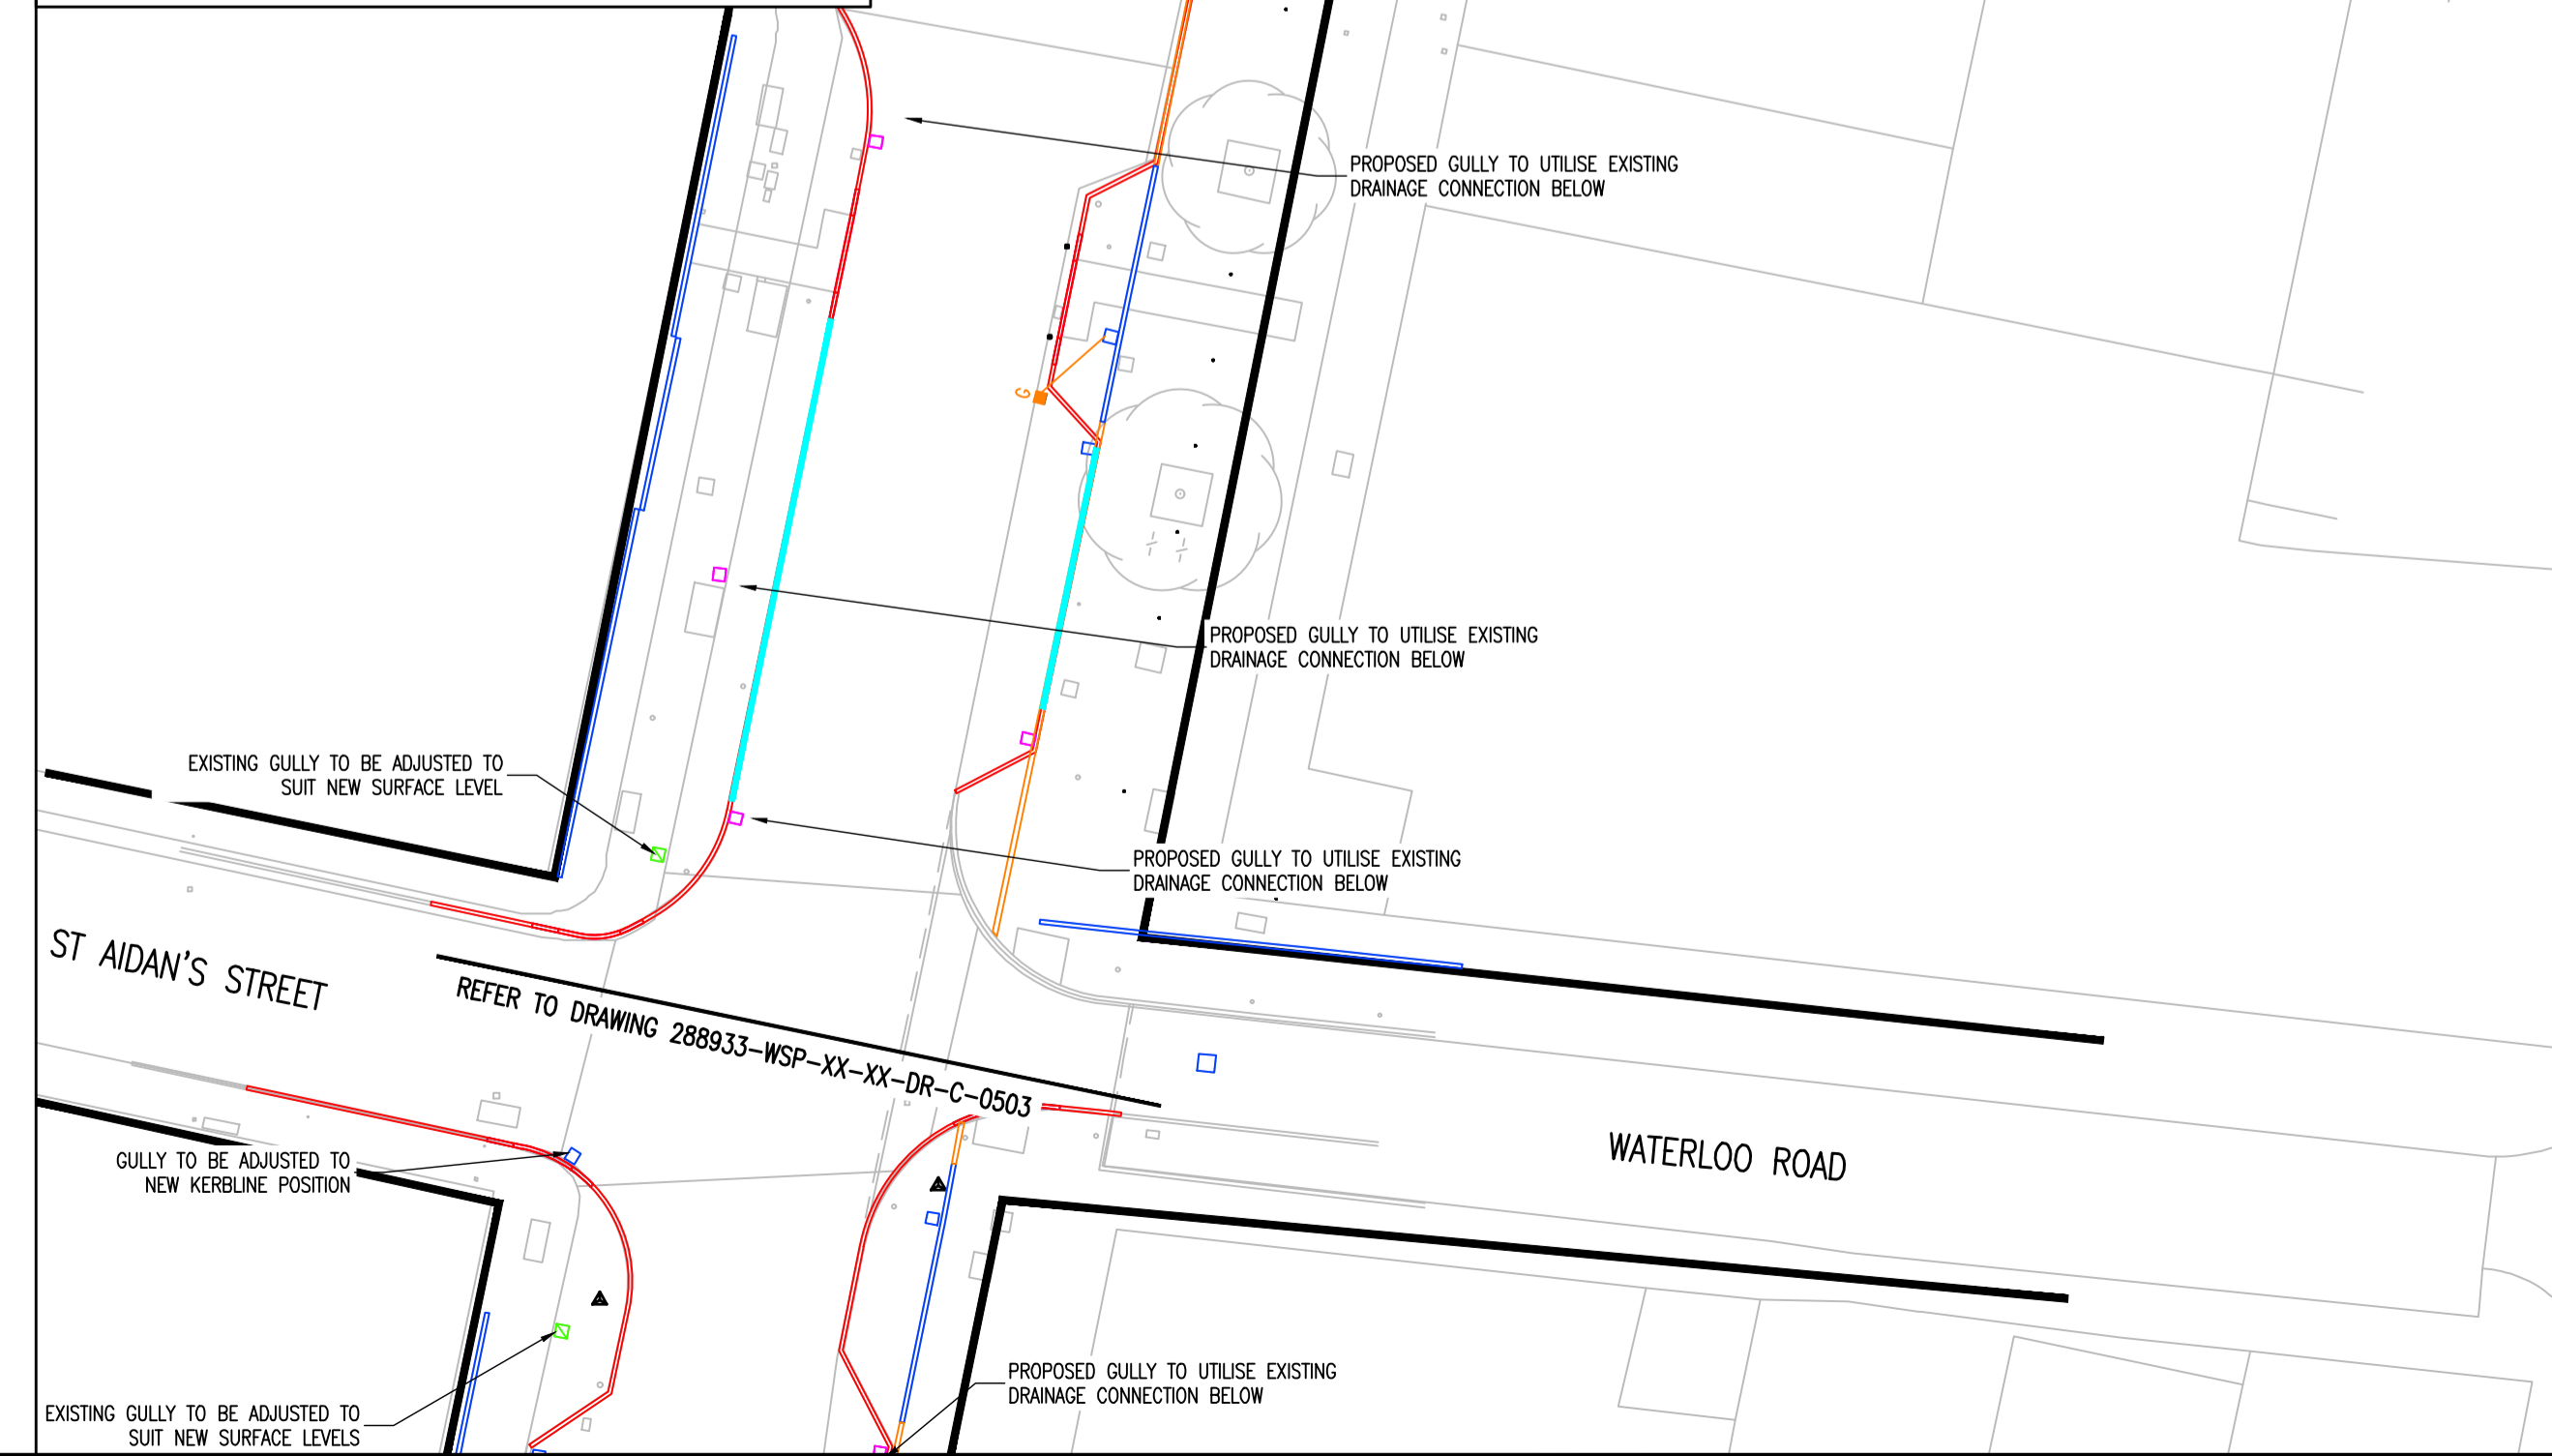 PROPOSED GULLY TO UTILISE EXISTING
DRAINAGE CONNECTION BELOW
G
PROPOSED GULLY TO UTILISE EXISTING
DRAINAGE CONNECTION BELOW
EXISTING GULLY TO BE ADJUSTED TO
SUIT NEW SURFACE LEVEL
PROPOSED GULLY TO UTILISE EXISTING
DRAINAGE CONNECTION BELOW
ST AIDAN'S STREET
REFER TO DRAWING 288933-WSP-XX-XX-DR-C-0503
WATERLOO ROAD
GULLY TO BE ADJUSTED TO
NEW KERBLINE POSITION
PROPOSED GULLY TO UTILISE EXISTING
DRAINAGE CONNECTION BELOW
EXISTING GULLY TO BE ADJUSTED TO
SUIT NEW SURFACE LEVELS